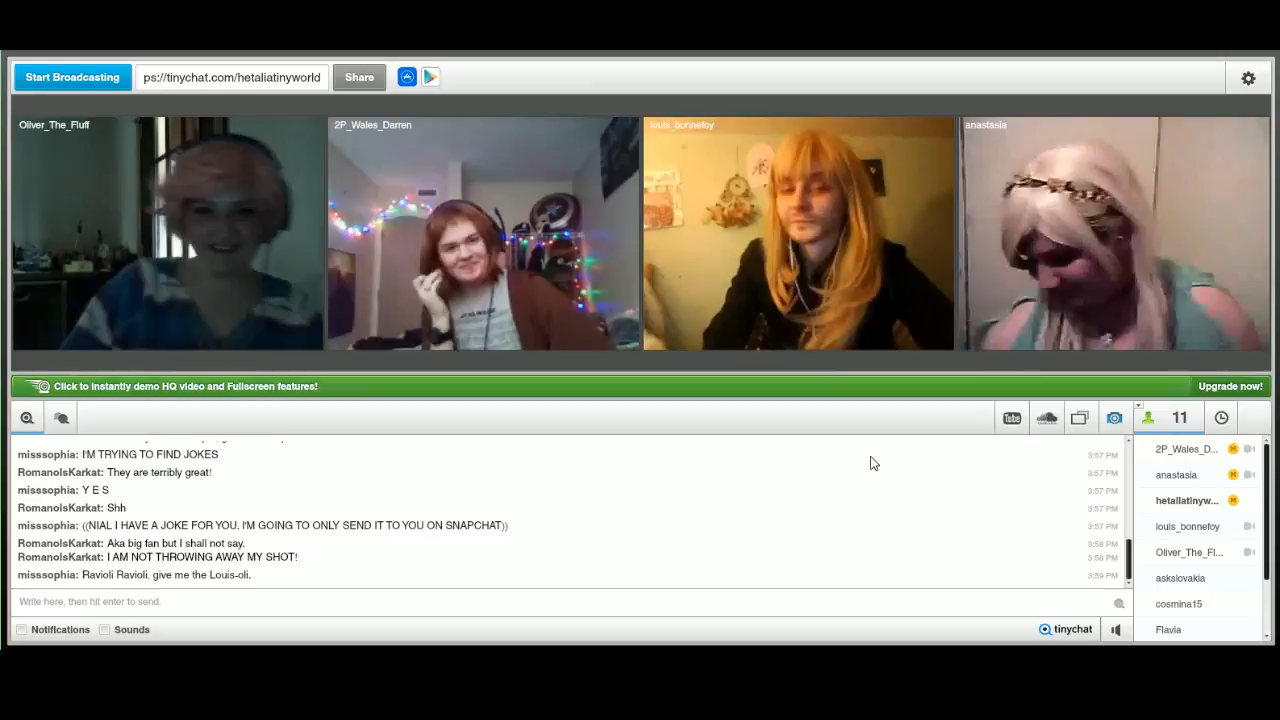 Start Broadcasting
ps://tinychat.com/hetaliatinyworld
Share
Oliver_The_Fluff
2P_Wales_Darren
louis_bonnefoy
anastasia
Click to instantly demo HQ video and Fullscreen features!
Upgrade now!
You Tube
11
misssophia: I'M TRYING TO FIND JOKES 3:57 PM
RomanoIsKarkat: They are terribly great! 3:57 PM
misssophia: Y E S 3:57 PM
RomanoIsKarkat: Shh 3:57 PM
misssophia: ((NIAL I HAVE A JOKE FOR YOU. I'M GOING TO ONLY SEND IT TO YOU ON SNAPCHAT)) 3:57 PM
RomanoIsKarkat: Aka big fan but I shall not say. 3:58 PM
RomanoIsKarkat: I AM NOT THROWING AWAY MY SHOT! 3:58 PM
misssophia: Ravioli Ravioli, give me the Louis-oli. 3:59 PM
Write here, then hit enter to send.
Notifications
Sounds
tinychat
2P_Wales_D... M
anastasia M
hetaliatinyw... M
louis_bonnefoy
Oliver_The_Fl...
askslovakia
cosmina15
Flavia